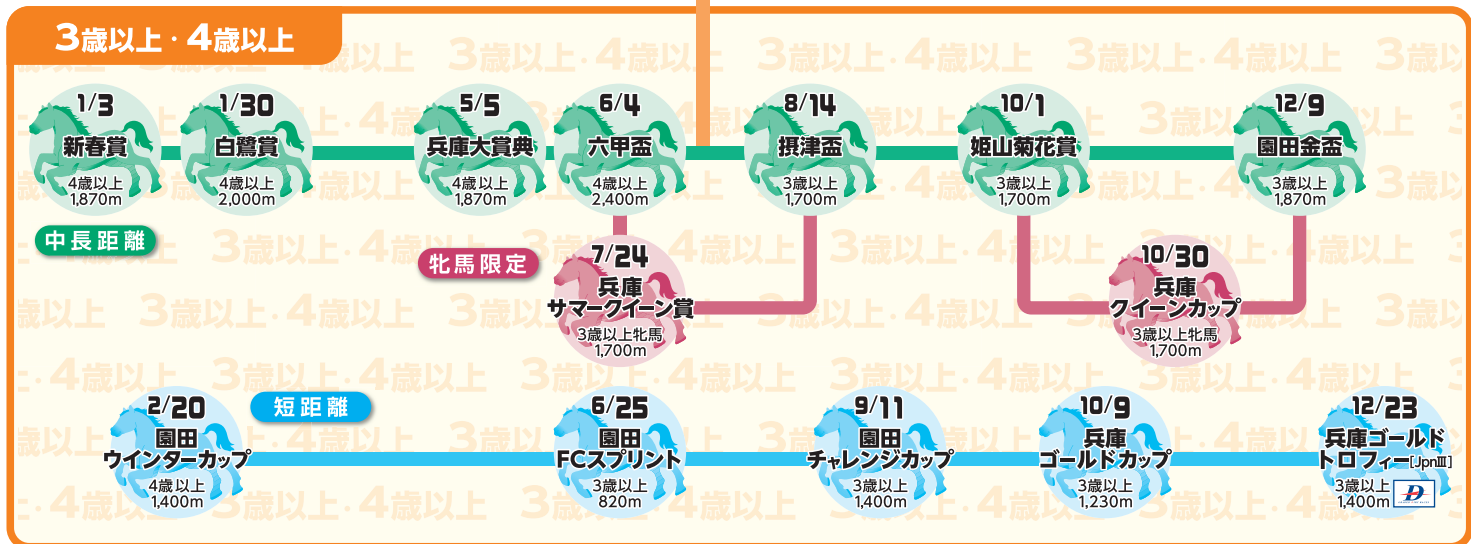 3歳以上・4歳以上
1/3
新春賞
4歳以上
1,870m
1/30
白鷺賞
4歳以上
2,000m
5/5
兵庫大賞典
4歳以上
1,870m
6/4
六甲盃
4歳以上
2,400m
8/14
摂津盃
3歳以上
1,700m
10/1
姫山菊花賞
3歳以上
1,700m
12/9
園田金盃
3歳以上
1,870m
中長距離
牝馬限定
7/24
兵庫
サマークイーン賞
3歳以上牝馬
1,700m
10/30
兵庫
クイーンカップ
3歳以上牝馬
1,700m
2/20
園田
ウインターカップ
4歳以上
1,400m
短距離
6/25
園田
FCスプリント
3歳以上
820m
9/11
園田
チャレンジカップ
3歳以上
1,400m
10/9
兵庫
ゴールドカップ
3歳以上
1,230m
12/23
兵庫ゴールド
トロフィー[JpnⅢ]
3歳以上
1,400m
D